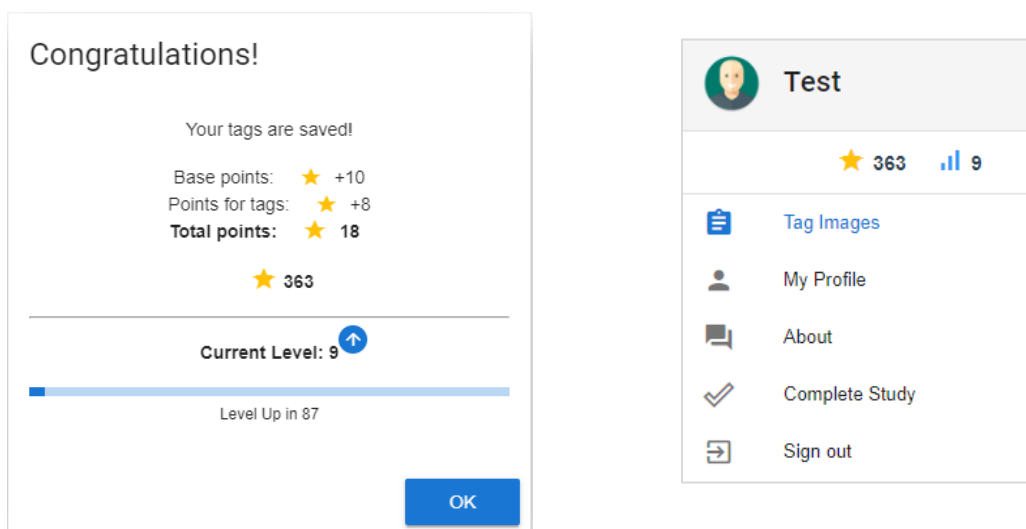 Congratulations!
Your tags are saved!
Base points: +10
Points for tags: +8
Total points: 18
363
Current Level: 9
Level Up in 87
OK
Test
363 9
Tag Images
My Profile
About
Complete Study
Sign out